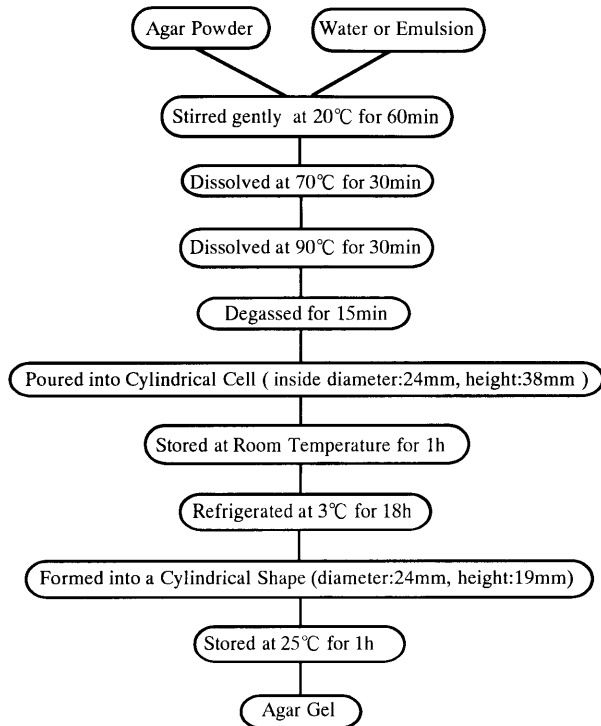 Agar Powder
Water or Emulsion
Stirred gently at 20℃ for 60min
Dissolved at 70℃ for 30min
Dissolved at 90℃ for 30min
Degassed for 15min
Poured into Cylindrical Cell ( inside diameter:24mm, height:38mm )
Stored at Room Temperature for 1h
Refrigerated at 3℃ for 18h
Formed into a Cylindrical Shape (diameter:24mm, height:19mm)
Stored at 25℃ for 1h
Agar Gel